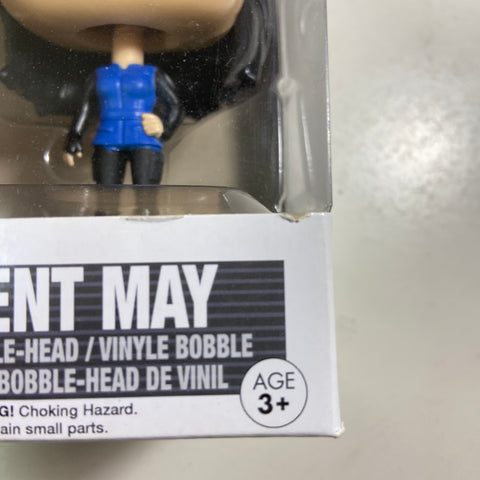 ENT MAY
LE-HEAD / VINYLE BOBBLE
BOBBLE-HEAD DE VINIL
AGE
3+
G! Choking Hazard.
ain small parts.